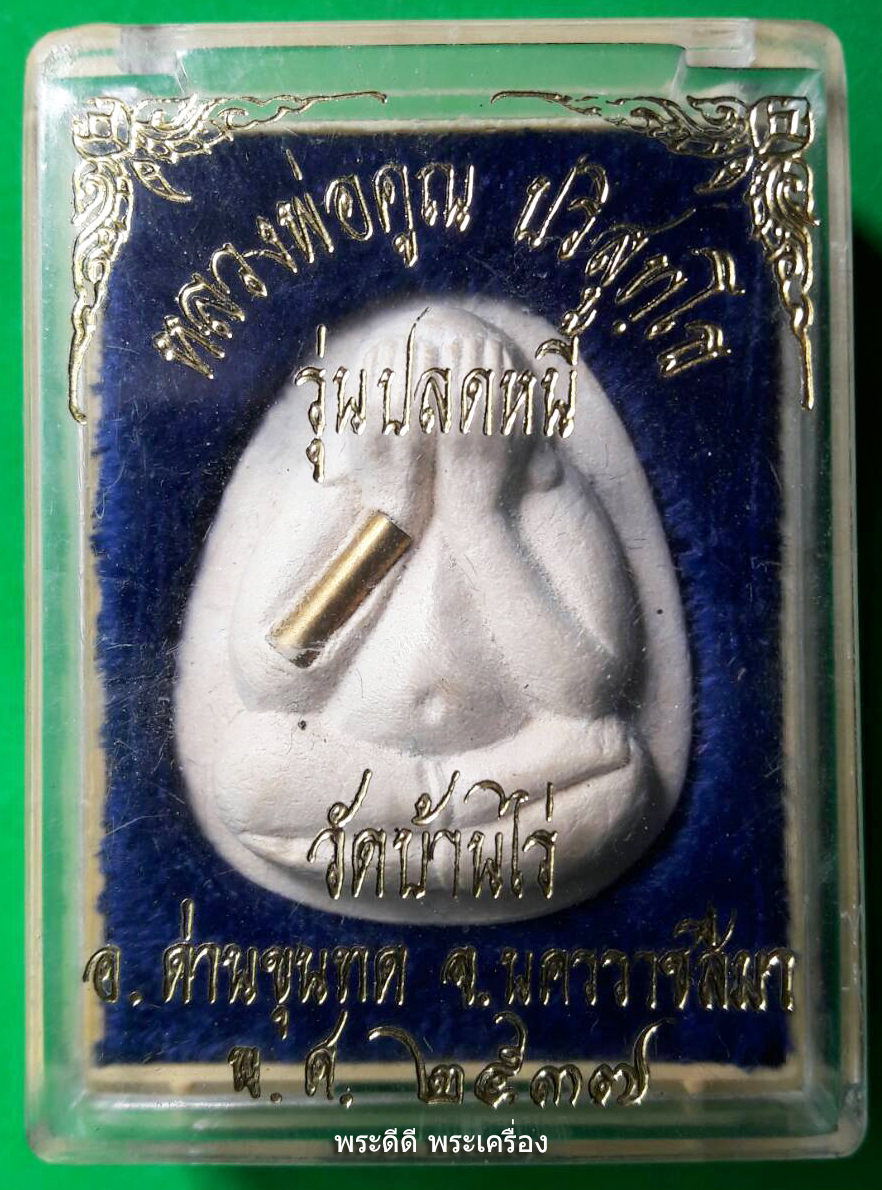 หลวงพ่อคูณ ปริสุทฺโธ
รุ่นปลดหนี้
วัดบ้านไร่
อ. ด่านขุนทด จ. นครราชสีมา
พ.ศ. ๒๕๓๗
พระดีดี พระเครื่อง